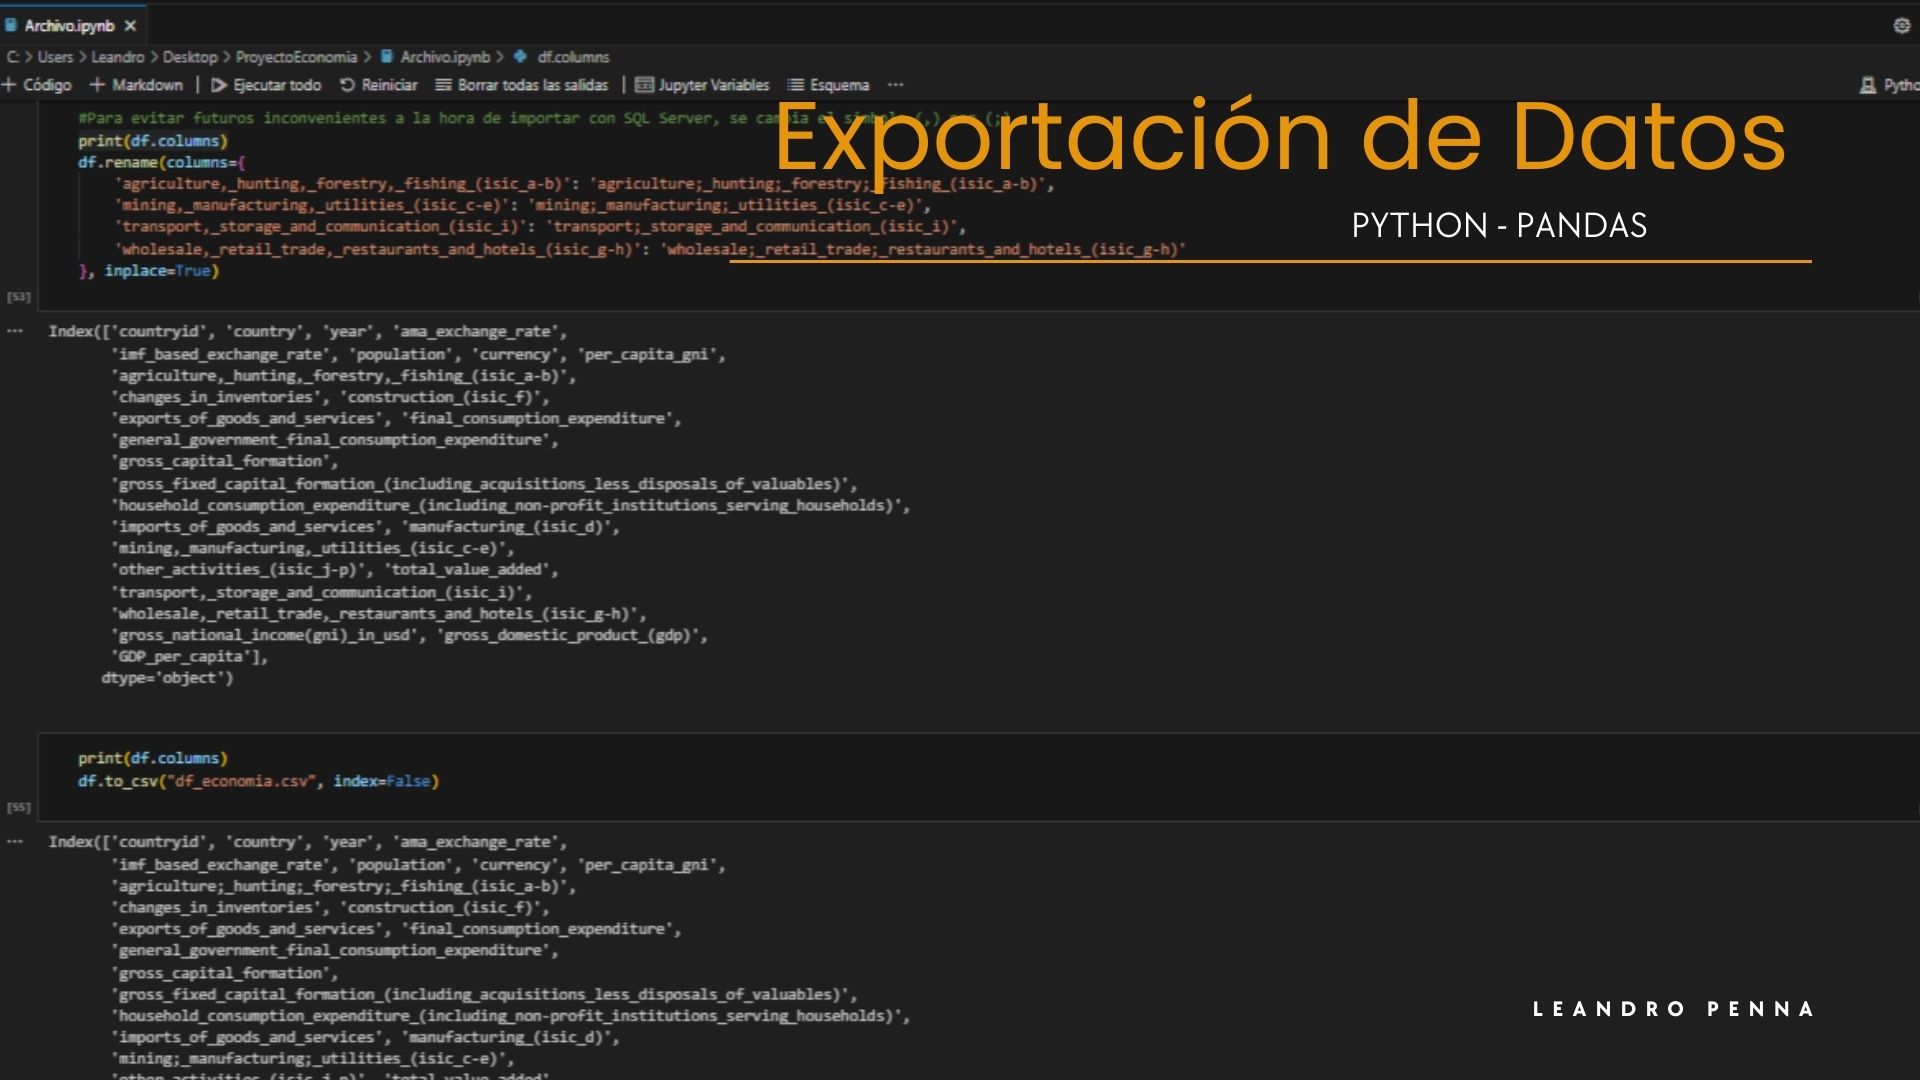 Archivo.ipynb
C: > Users > Leandro > Desktop > ProyectoEconomia > Archivo.ipynb > df.columns
+ Código + Markdown | Ejecutar todo Reiniciar Borrar todas las salidas | Jupyter Variables Esquema ...
Exportación de Datos
PYTHON - PANDAS
#Para evitar futuros inconvenientes a la hora de importar con SQL Server, se cambia el simbolo (,) por (;)
print(df.columns)
df.rename(columns={
'agriculture,_hunting,_forestry,_fishing_(isic_a-b)': 'agriculture;_hunting;_forestry;_fishing_(isic_a-b)',
'mining,_manufacturing,_utilities_(isic_c-e)': 'mining;_manufacturing;_utilities_(isic_c-e)',
'transport,_storage_and_communication_(isic_i)': 'transport;_storage_and_communication_(isic_i)',
'wholesale,_retail_trade,_restaurants_and_hotels_(isic_g-h)': 'wholesale;_retail_trade;_restaurants_and_hotels_(isic_g-h)'
}, inplace=True)
[53]
... Index(['countryid', 'country', 'year', 'ama_exchange_rate',
'imf_based_exchange_rate', 'population', 'currency', 'per_capita_gni',
'agriculture,_hunting,_forestry,_fishing_(isic_a-b)',
'changes_in_inventories', 'construction_(isic_f)',
'exports_of_goods_and_services', 'final_consumption_expenditure',
'general_government_final_consumption_expenditure',
'gross_capital_formation',
'gross_fixed_capital_formation_(including_acquisitions_less_disposals_of_valuables)',
'household_consumption_expenditure_(including_non-profit_institutions_serving_households)',
'imports_of_goods_and_services', 'manufacturing_(isic_d)',
'mining,_manufacturing,_utilities_(isic_c-e)',
'other_activities_(isic_j-p)', 'total_value_added',
'transport,_storage_and_communication_(isic_i)',
'wholesale,_retail_trade,_restaurants_and_hotels_(isic_g-h)',
'gross_national_income(gni)_in_usd', 'gross_domestic_product_(gdp)',
'GDP_per_capita'],
dtype='object')
print(df.columns)
df.to_csv("df_economia.csv", index=False)
[55]
... Index(['countryid', 'country', 'year', 'ama_exchange_rate',
'imf_based_exchange_rate', 'population', 'currency', 'per_capita_gni',
'agriculture;_hunting;_forestry;_fishing_(isic_a-b)',
'changes_in_inventories', 'construction_(isic_f)',
'exports_of_goods_and_services', 'final_consumption_expenditure',
'general_government_final_consumption_expenditure',
'gross_capital_formation',
'gross_fixed_capital_formation_(including_acquisitions_less_disposals_of_valuables)',
'household_consumption_expenditure_(including_non-profit_institutions_serving_households)',
'imports_of_goods_and_services', 'manufacturing_(isic_d)',
'mining;_manufacturing;_utilities_(isic_c-e)',
'other_activities_(isic_j-p)', 'total_value_added',
LEANDRO PENNA